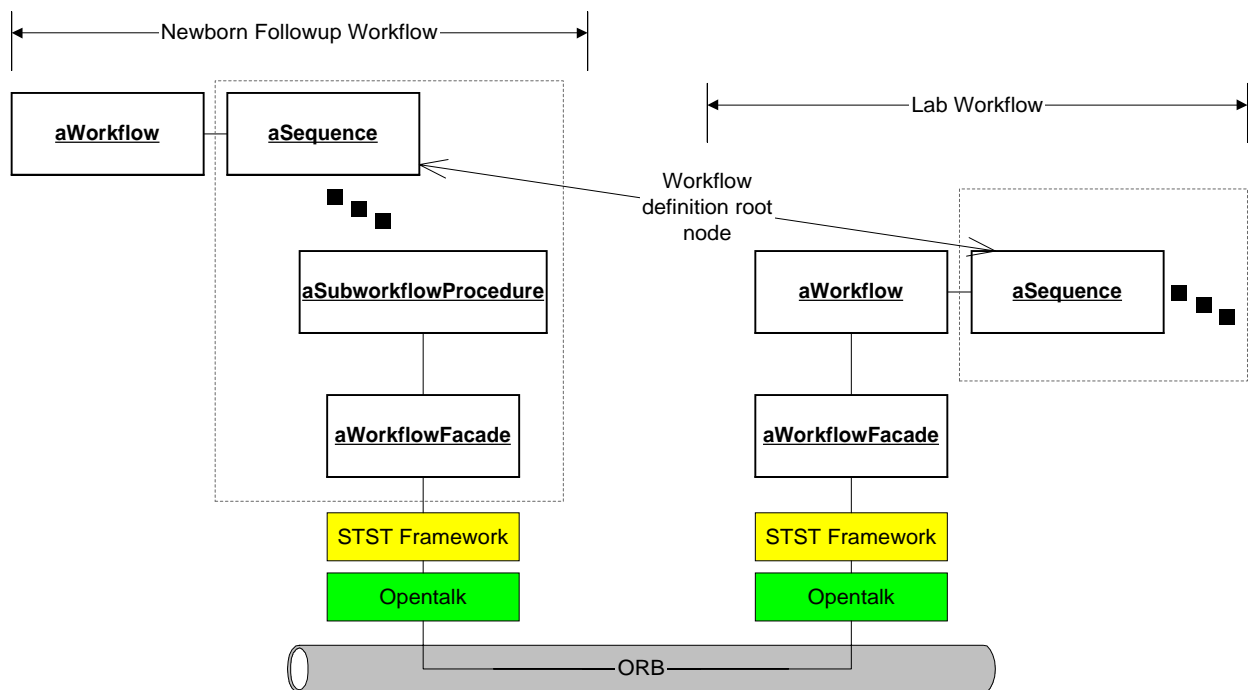 Newborn Followup Workflow
Lab Workflow
aWorkflow
aSequence
Workflow
definition root
node
aSubworkflowProcedure
aWorkflow
aSequence
aWorkflowFacade
aWorkflowFacade
STST Framework
STST Framework
Opentalk
Opentalk
ORB